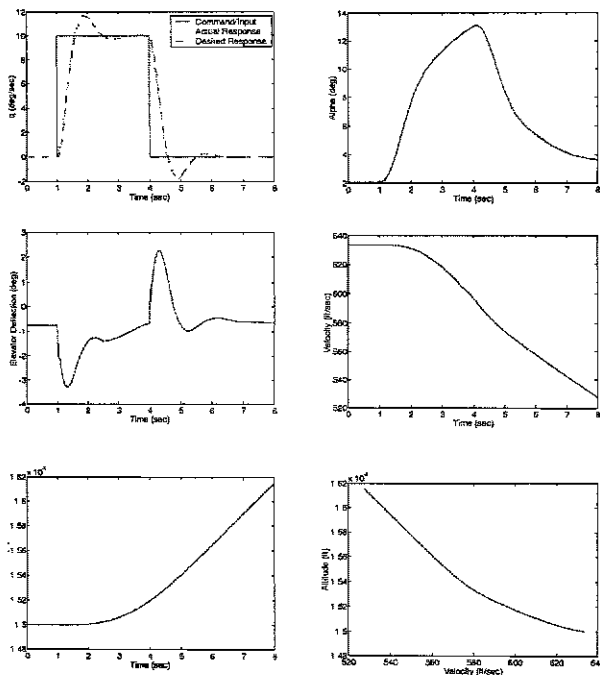 Command/Input
Actual Response
Desired Response
q (deg/sec)
12
10
8
6
4
2
0
-2
0 1 2 3 4 5 6 7 8
Time (sec)
Alpha (deg)
14
12
10
8
6
4
2
0 1 2 3 4 5 6 7 8
Time (sec)
Elevator Deflection (deg)
3
2
1
0
-1
-2
-3
-4
0 1 2 3 4 5 6 7 8
Time (sec)
Velocity (ft/sec)
640
620
600
580
560
540
520
0 1 2 3 4 5 6 7 8
Time (sec)
x 10⁴
1 62
1 6
1 58
1 56
1 54
1 52
1 5
1 48
0 1 2 3 4 5 6 7 8
Time (sec)
x 10⁴
Altitude (ft)
1 62
1 6
1 58
1 56
1 54
1 52
1 5
1 48
520 540 560 580 600 620 640
Velocity (ft/sec)